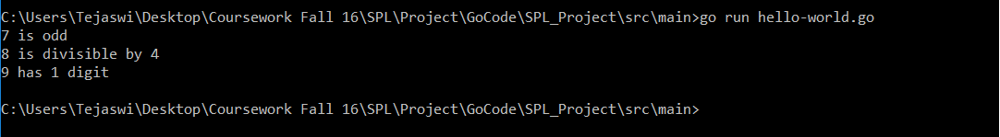 C:\Users\Tejaswi\Desktop\Coursework Fall 16\SPL\Project\GoCode\SPL_Project\src\main>go run hello-world.go
7 is odd
8 is divisible by 4
9 has 1 digit
C:\Users\Tejaswi\Desktop\Coursework Fall 16\SPL\Project\GoCode\SPL_Project\src\main>